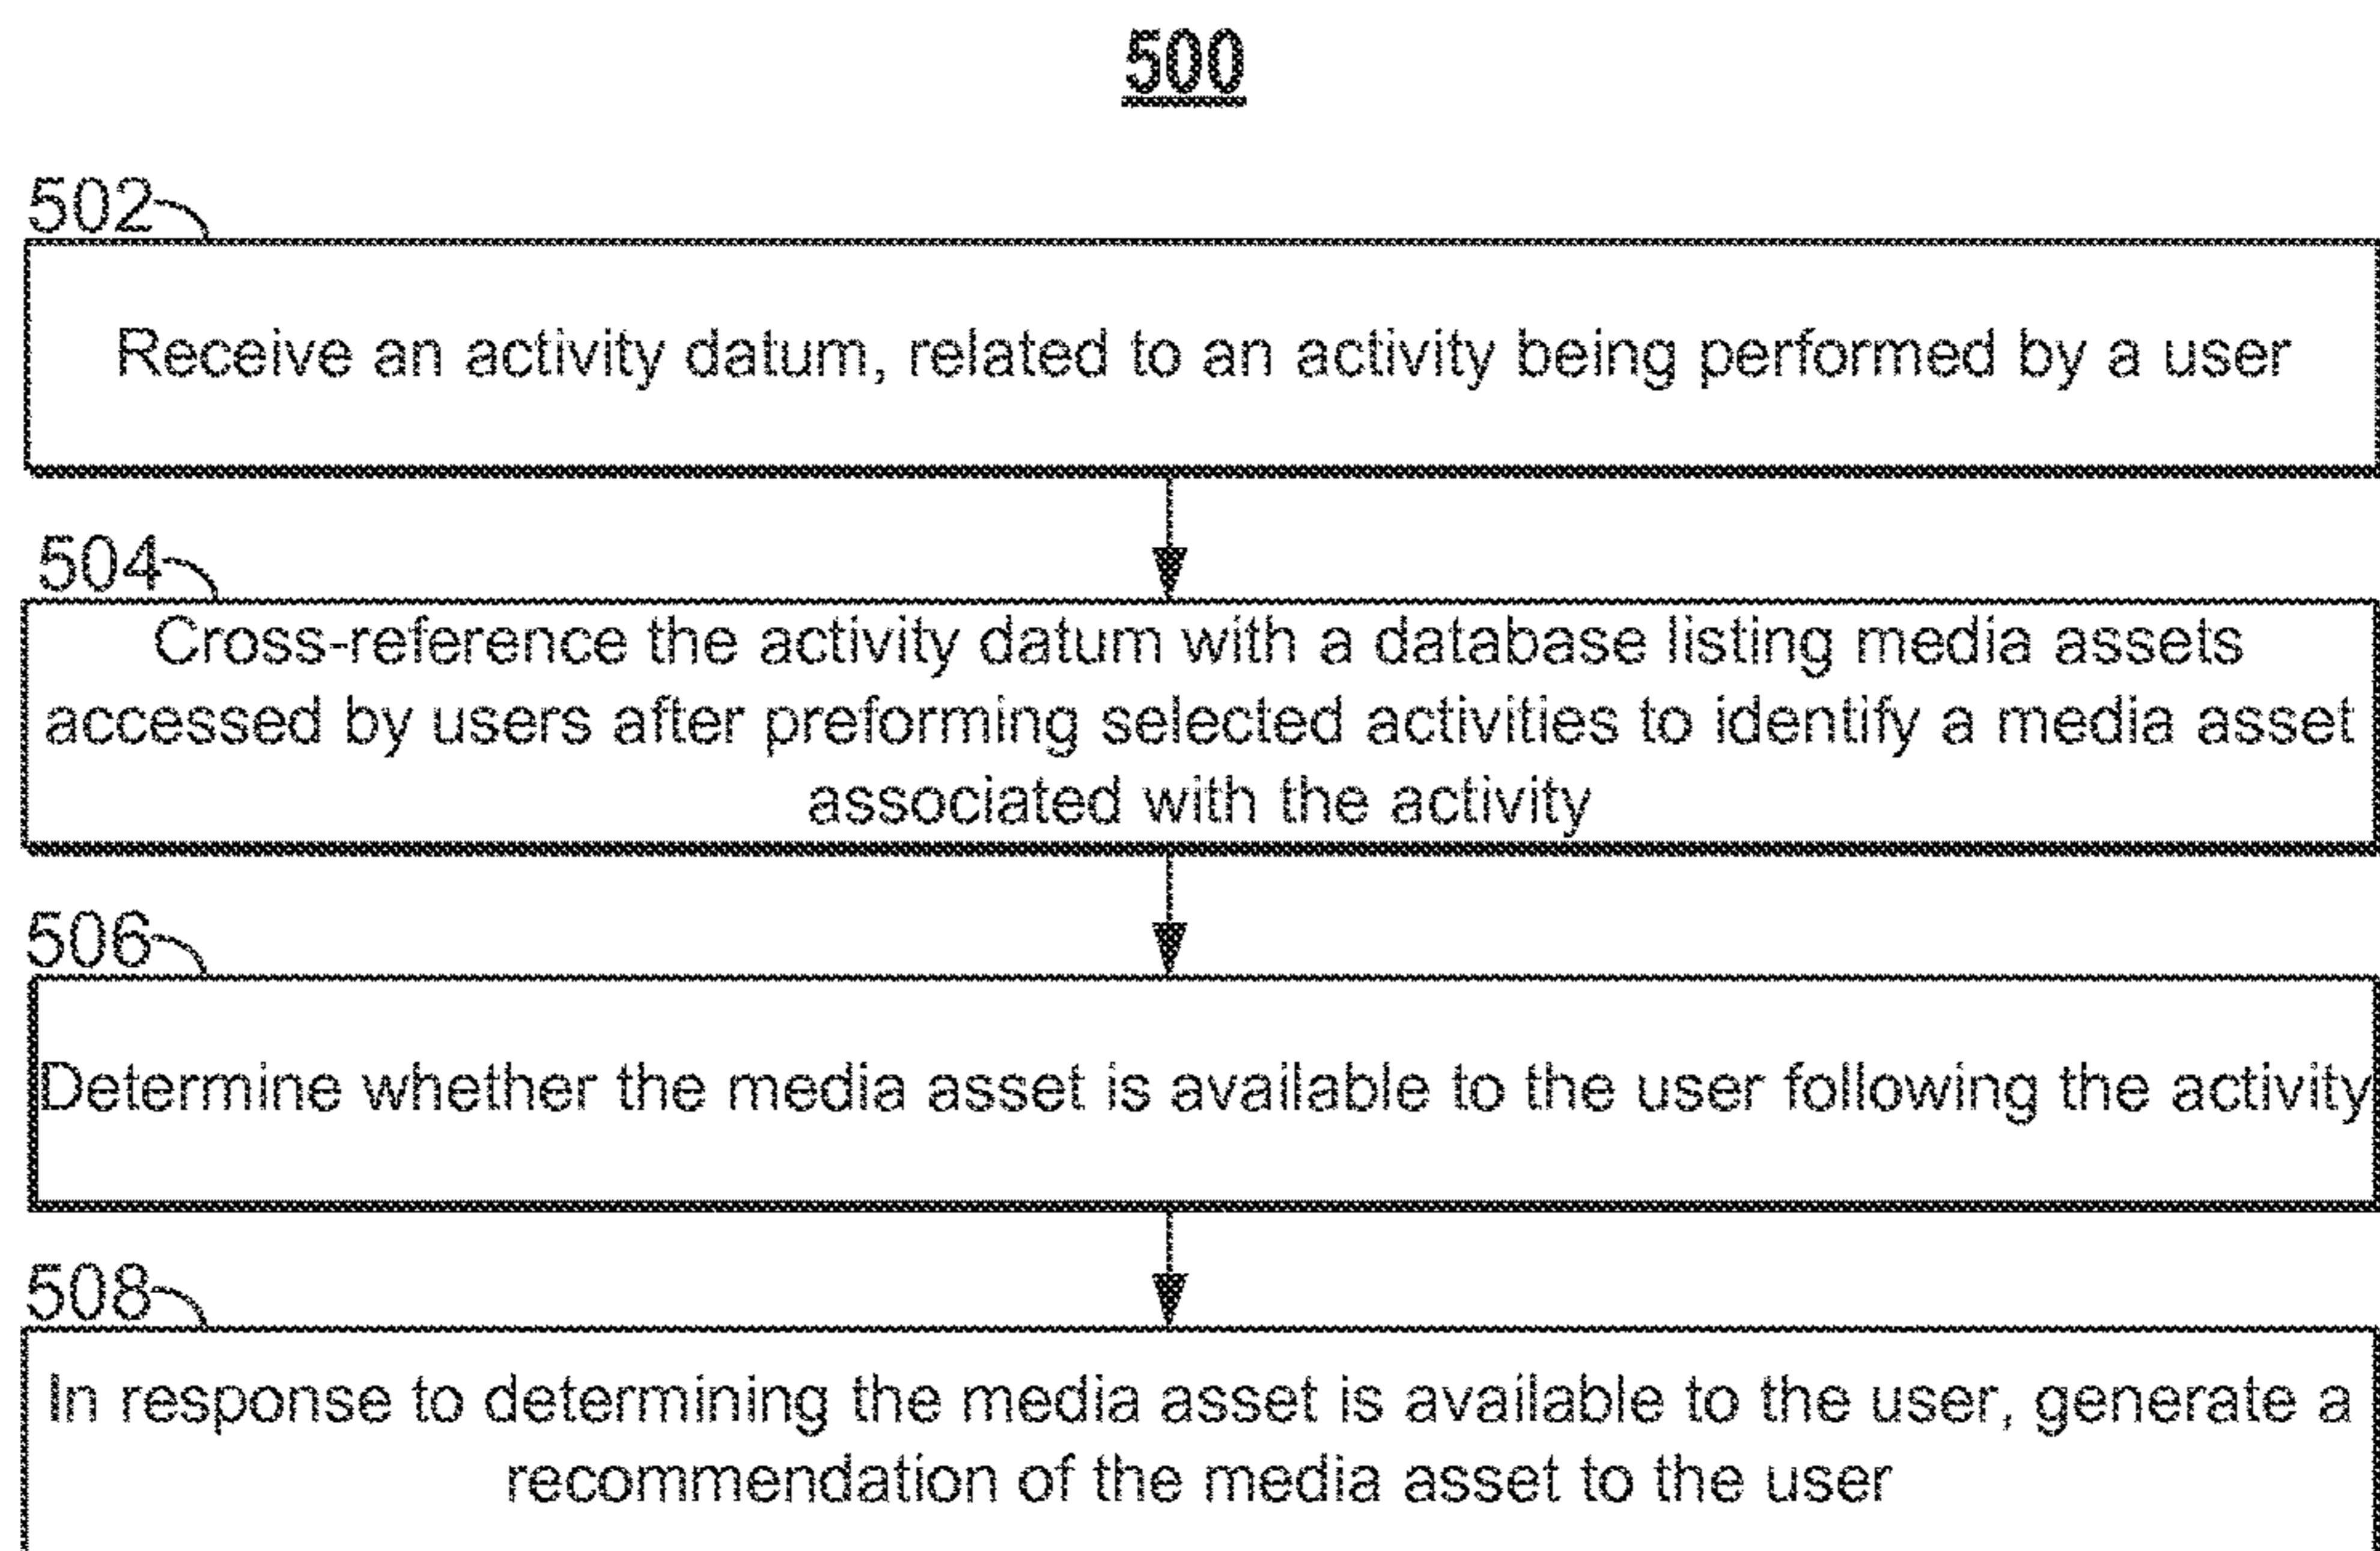 500
502
Receive an activity datum, related to an activity being performed by a user
504
Cross-reference the activity datum with a database listing media assets
accessed by users after preforming selected activities to identify a media asset
associated with the activity
506
Determine whether the media asset is available to the user following the activity
508
In response to determining the media asset is available to the user, generate a
recommendation of the media asset to the user